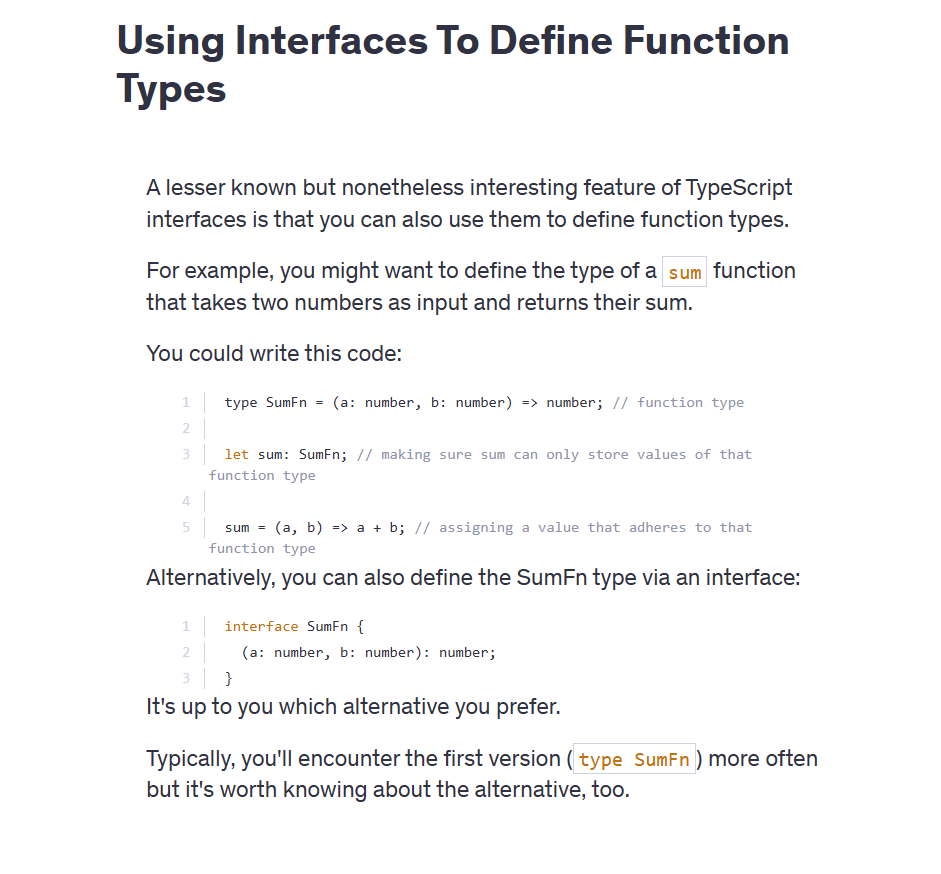 Using Interfaces To Define Function
Types
A lesser known but nonetheless interesting feature of TypeScript
interfaces is that you can also use them to define function types.
For example, you might want to define the type of a sum function
that takes two numbers as input and returns their sum.
You could write this code:
1 type SumFn = (a: number, b: number) => number; // function type
2
3 let sum: SumFn; // making sure sum can only store values of that
function type
4
5 sum = (a, b) => a + b; // assigning a value that adheres to that
function type
Alternatively, you can also define the SumFn type via an interface:
1 interface SumFn {
2   (a: number, b: number): number;
3 }
It's up to you which alternative you prefer.
Typically, you'll encounter the first version (type SumFn) more often
but it's worth knowing about the alternative, too.